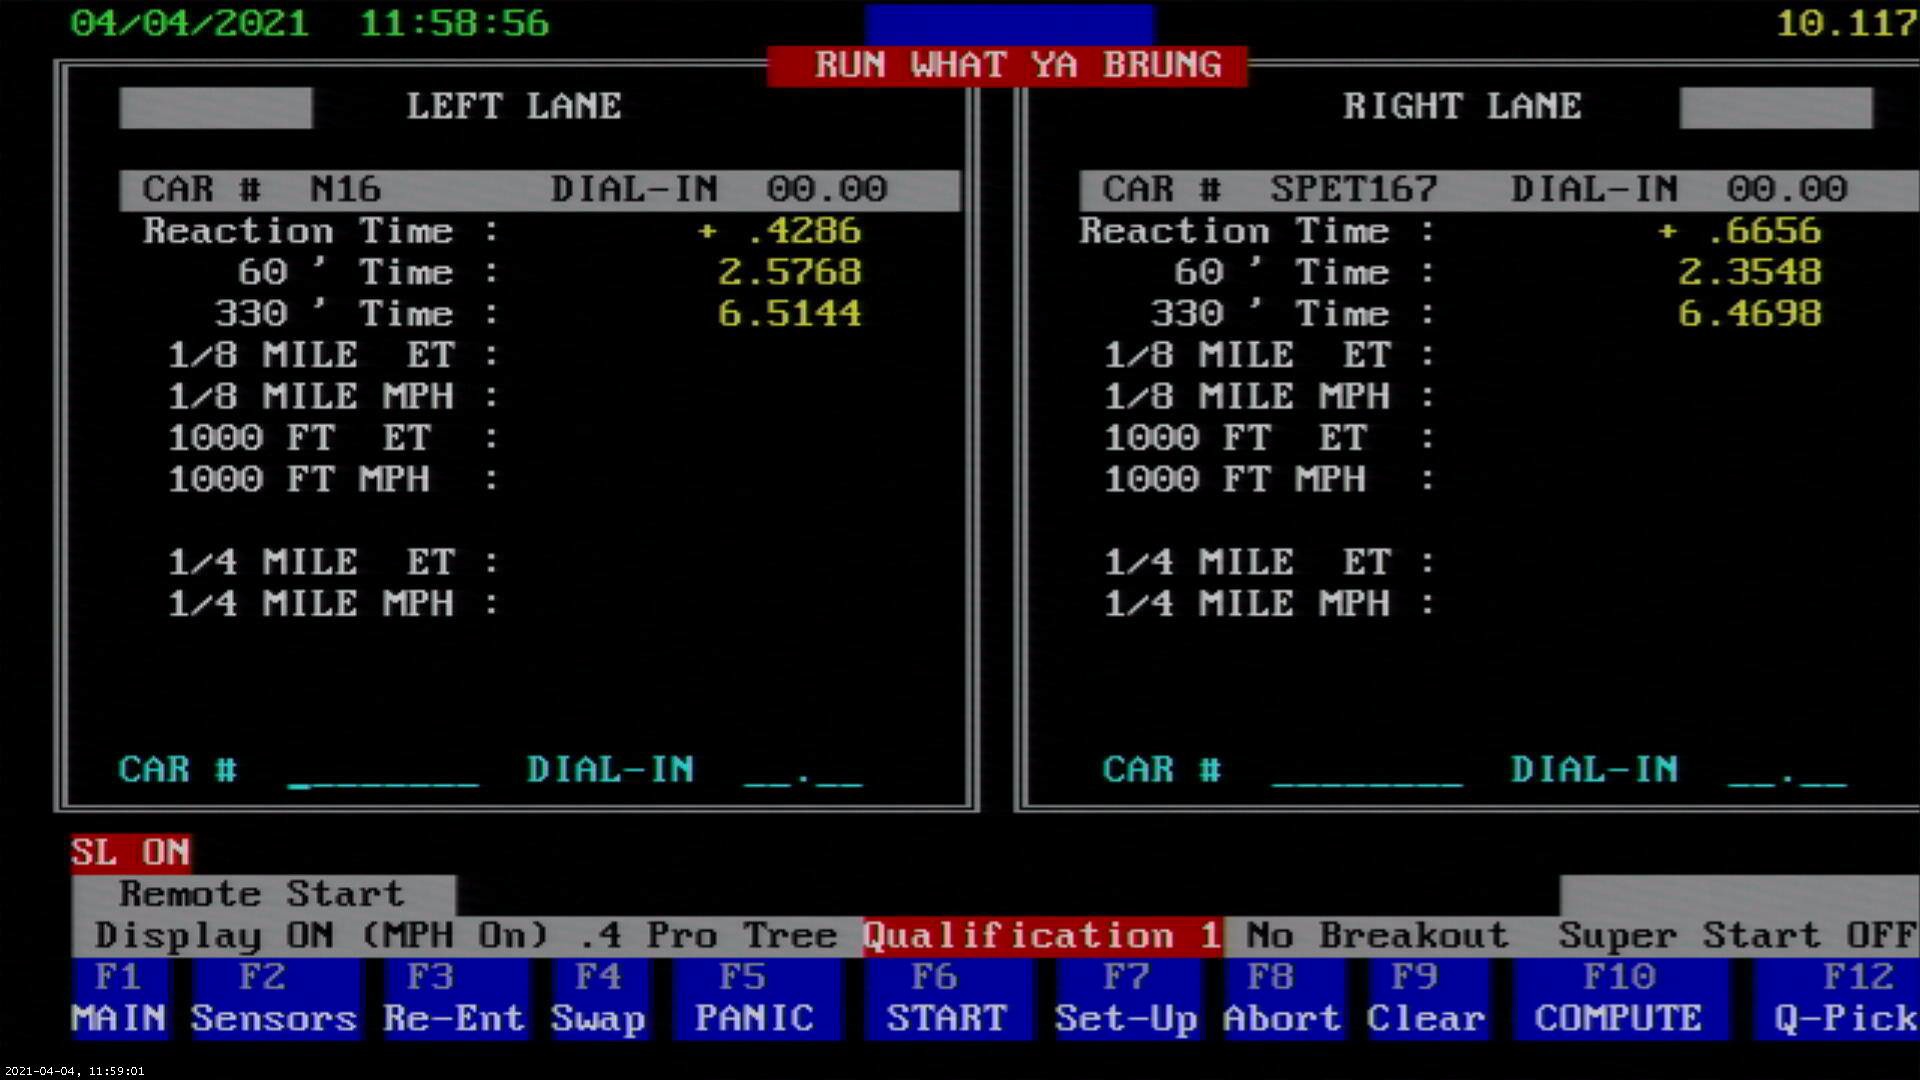 04/04/2021 11:58:56 10.117
RUN WHAT YA BRUNG
LEFT LANE RIGHT LANE
CAR # N16 DIAL-IN 00.00 CAR # SPET167 DIAL-IN 00.00
Reaction Time : + .4286 Reaction Time : + .6656
60 ' Time : 2.5768 60 ' Time : 2.3548
330 ' Time : 6.5144 330 ' Time : 6.4698
1/8 MILE ET : 1/8 MILE ET :
1/8 MILE MPH : 1/8 MILE MPH :
1000 FT ET : 1000 FT ET :
1000 FT MPH : 1000 FT MPH :
1/4 MILE ET : 1/4 MILE ET :
1/4 MILE MPH : 1/4 MILE MPH :
CAR # ________ DIAL-IN __.__ CAR # ________ DIAL-IN __.__
SL ON
Remote Start
Display ON (MPH On) .4 Pro Tree Qualification 1 No Breakout Super Start OFF
F1 F2 F3 F4 F5 F6 F7 F8 F9 F10 F12
MAIN Sensors Re-Ent Swap PANIC START Set-Up Abort Clear COMPUTE Q-Pick
2021-04-04, 11:59:01